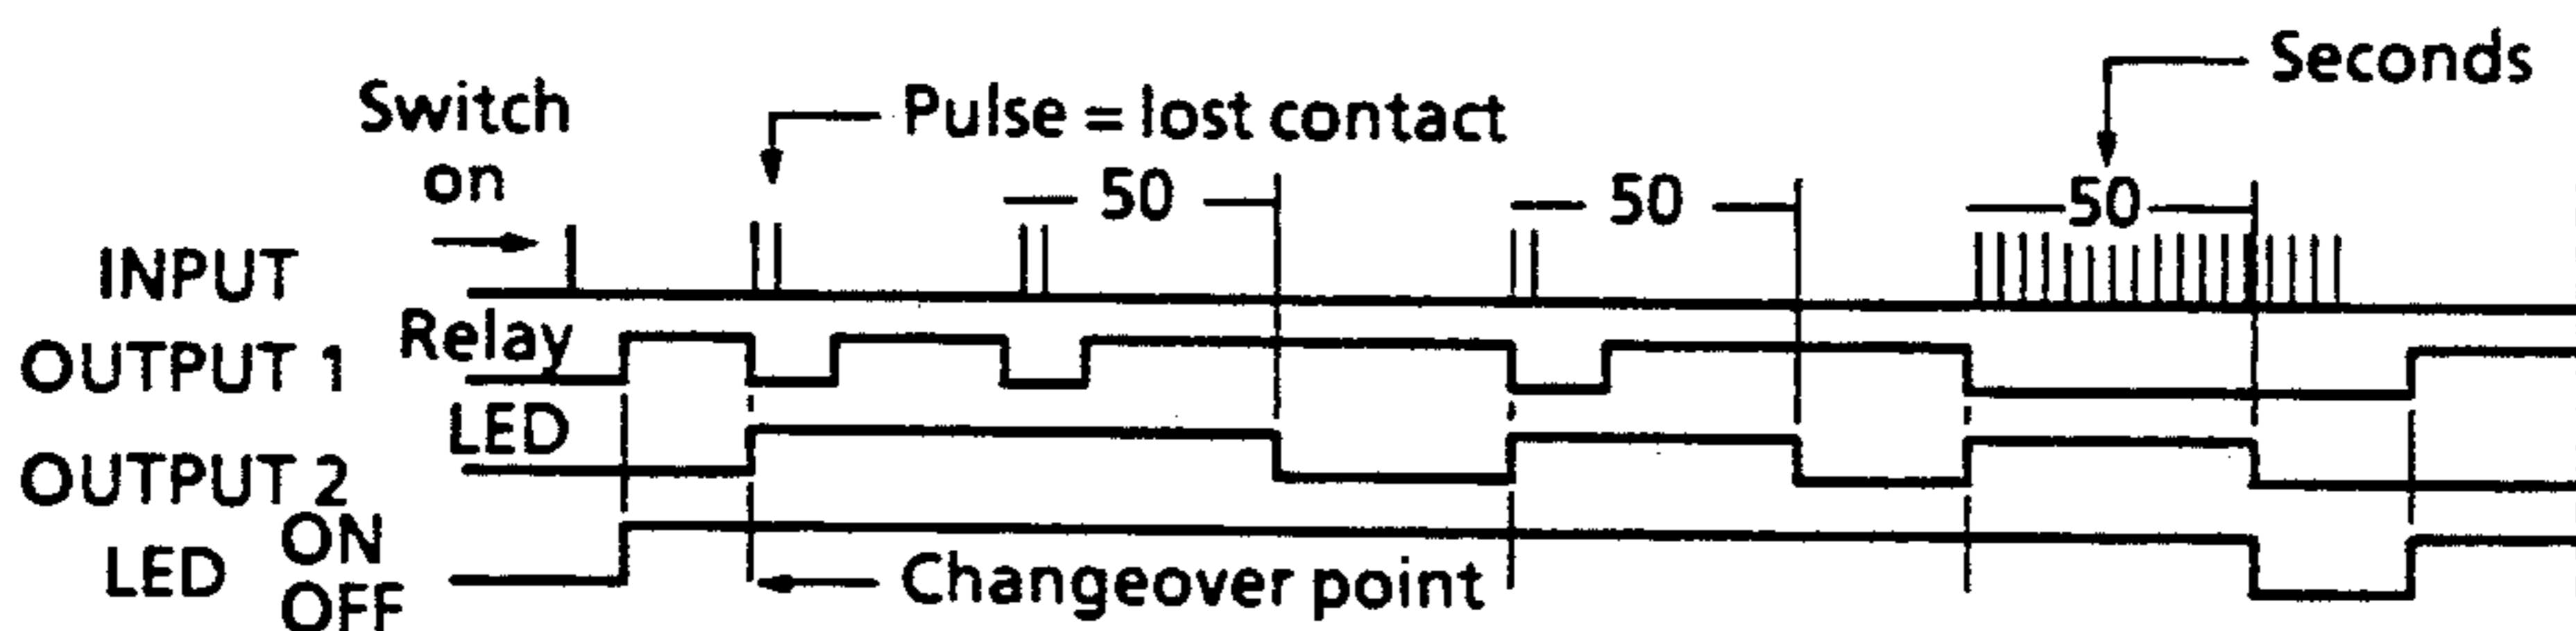 Seconds
Switch
on
Pulse = lost contact
50
50
50
INPUT
Relay
OUTPUT 1
LED
OUTPUT 2
LED
ON
OFF
Changeover point